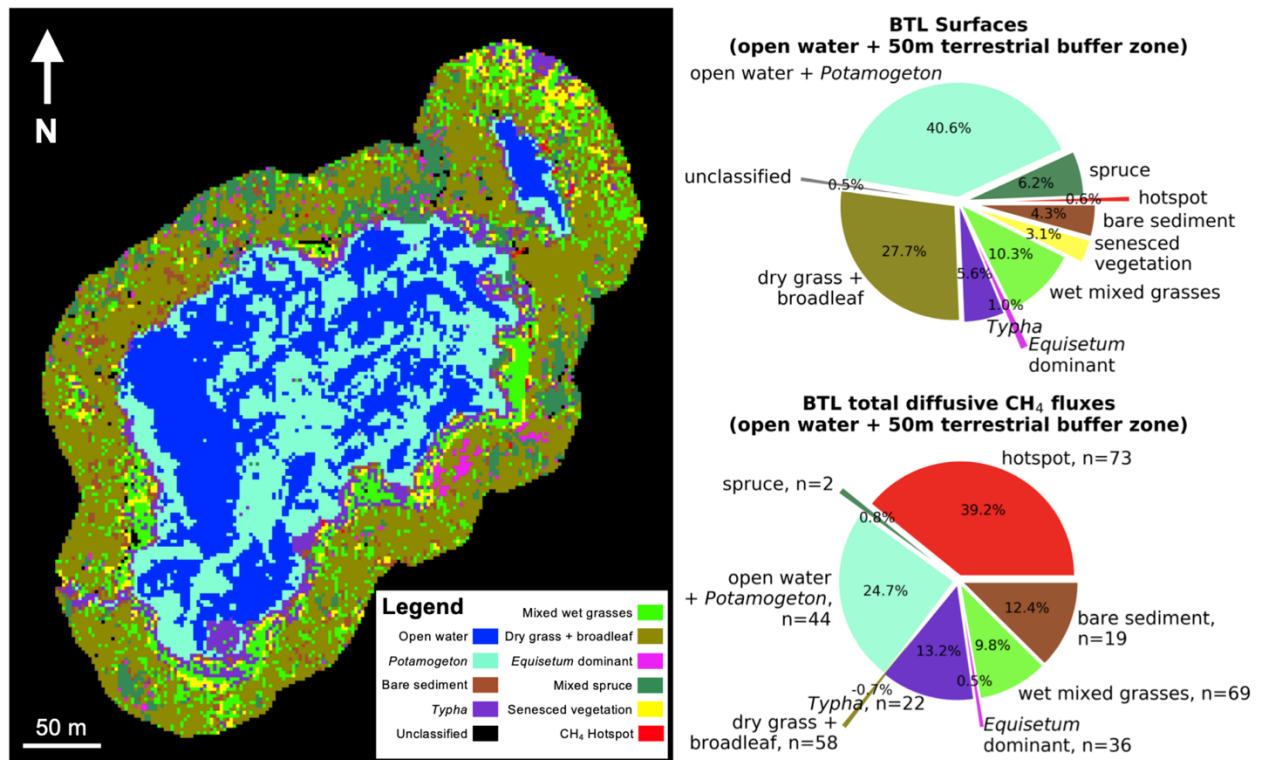 N
50 m
Legend
Mixed wet grasses
Open water
Dry grass + broadleaf
Potamogeton
Equisetum dominant
Bare sediment
Mixed spruce
Typha
Senesced vegetation
Unclassified
CH₄ Hotspot
BTL Surfaces
(open water + 50m terrestrial buffer zone)
open water + Potamogeton
40.6%
unclassified
0.5%
spruce
6.2%
0.6%
hotspot
4.3%
bare sediment
3.1%
senesced
vegetation
10.3%
wet mixed grasses
27.7%
dry grass +
broadleaf
5.6%
1.0%
Typha
Equisetum
dominant
BTL total diffusive CH₄ fluxes
(open water + 50m terrestrial buffer zone)
hotspot, n=73
39.2%
spruce, n=2
0.8%
open water
+ Potamogeton,
n=44
24.7%
12.4%
bare sediment,
n=19
13.2%
9.8%
0.5%
wet mixed grasses, n=69
-0.7%
Typha, n=22
dry grass +
broadleaf, n=58
Equisetum
dominant, n=36